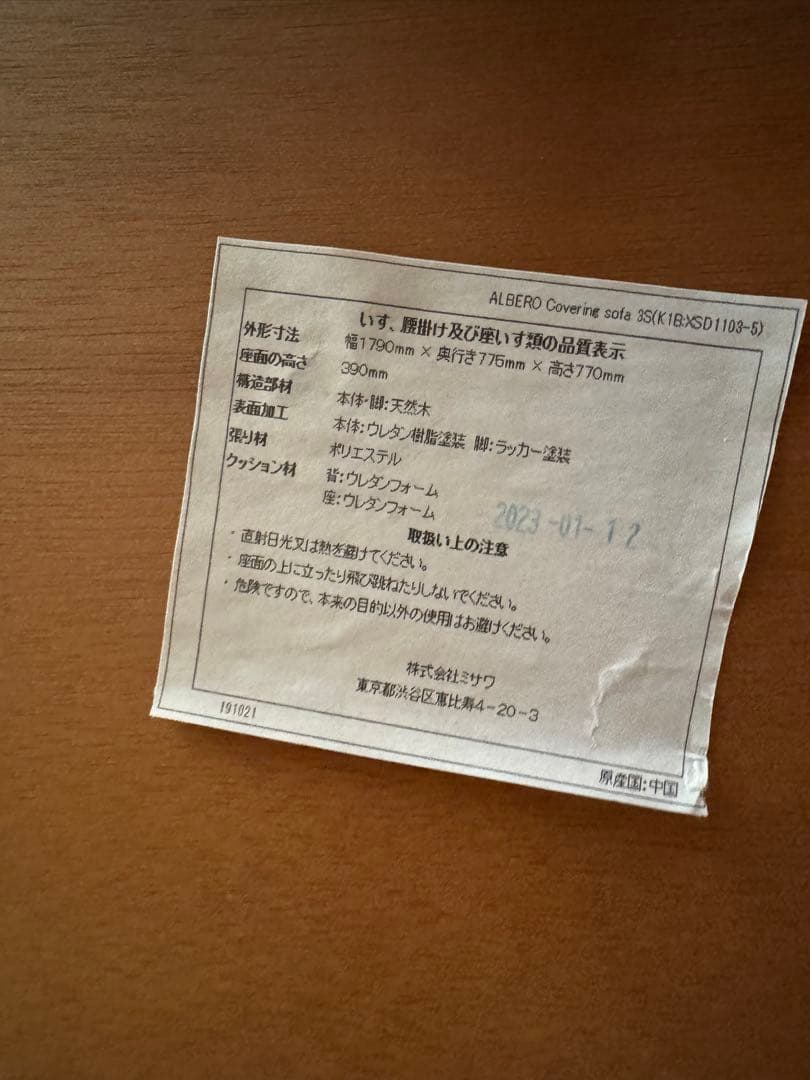 ALBERO Covering sofa 3S(K1B:XSD1103-5)
いす、腰掛け及び座いす類の品質表示
外形寸法 幅1790mm × 奥行き775mm × 高さ770mm
座面の高さ 390mm
構造部材 本体・脚:天然木
表面加工 本体:ウレタン樹脂塗装 脚:ラッカー塗装
張り材 ポリエステル
クッション材 背:ウレタンフォーム
座:ウレタンフォーム
2023-01-12
取扱い上の注意
・直射日光又は熱を避けてください。
・座面の上に立ったり飛び跳ねたりしないでください。
・危険ですので、本来の目的以外の使用はお避けください。
株式会社ミサワ
東京都渋谷区恵比寿4-20-3
191021
原産国:中国